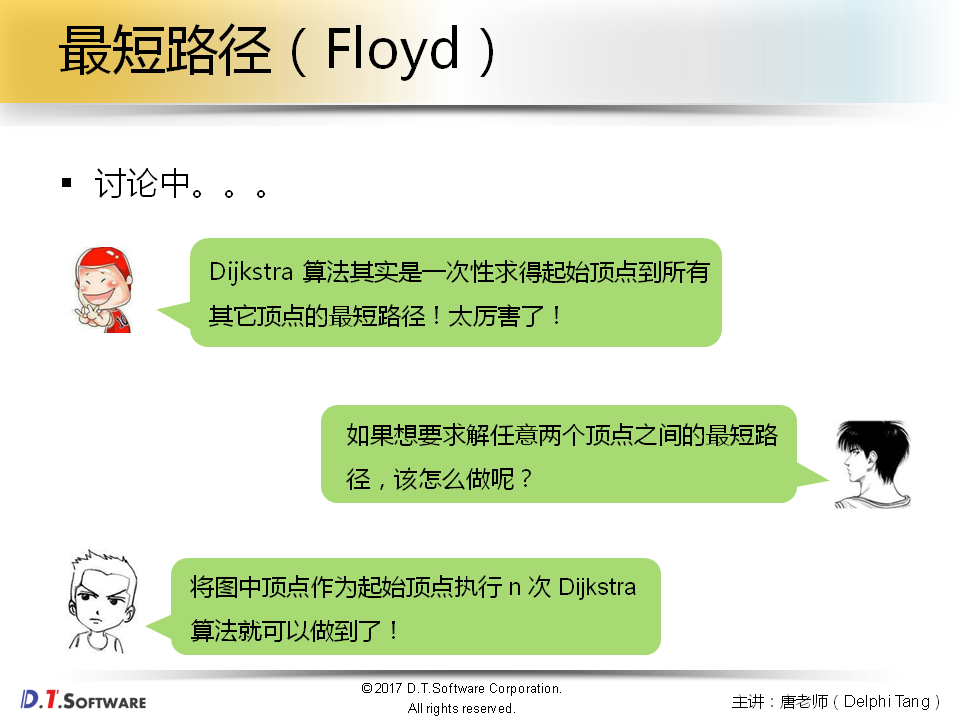 最短路径（Floyd）
讨论中。。。
Dijkstra 算法其实是一次性求得起始顶点到所有
其它顶点的最短路径！太厉害了！
如果想要求解任意两个顶点之间的最短路
径，该怎么做呢？
将图中顶点作为起始顶点执行 n 次 Dijkstra
算法就可以做到了！
D.T.SOFTWARE
©2017 D.T.Software Corporation.
All rights reserved.
主讲：唐老师（Delphi Tang）